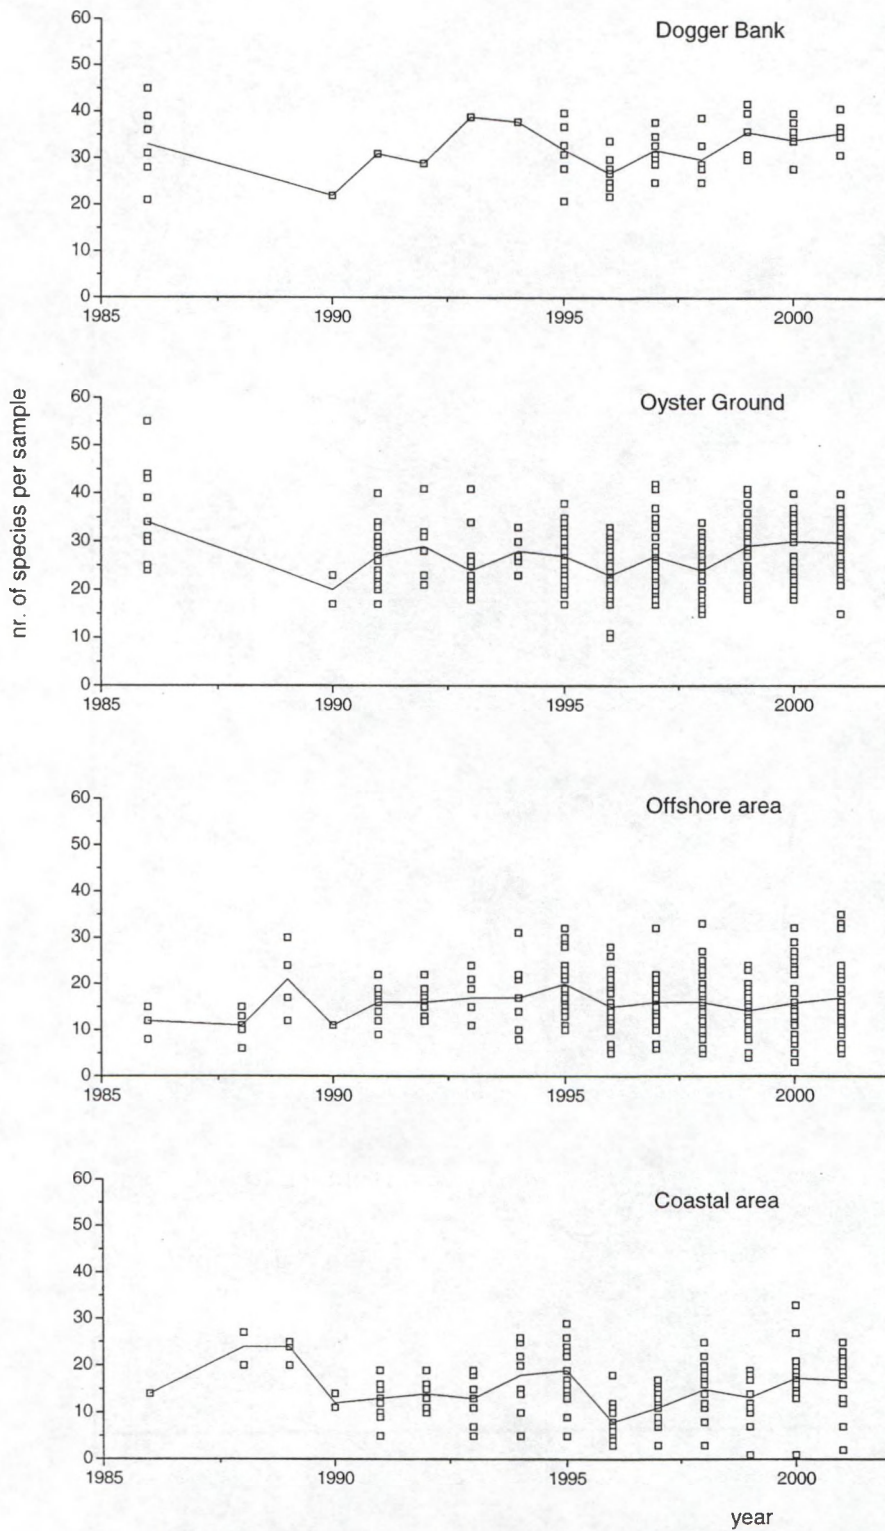 Dogger Bank
60
50
40
30
20
10
0
1985 1990 1995 2000
nr. of species per sample
Oyster Ground
60
50
40
30
20
10
0
1985 1990 1995 2000
Offshore area
60
50
40
30
20
10
0
1985 1990 1995 2000
Coastal area
60
50
40
30
20
10
0
1985 1990 1995 2000
year